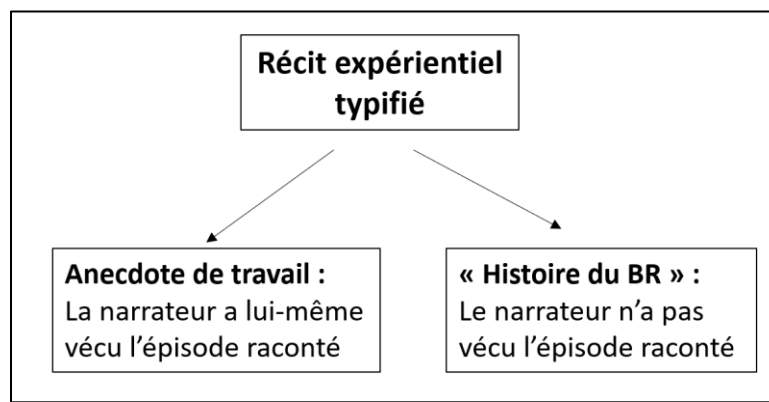 Récit expérientiel
typifié
Anecdote de travail :
La narrateur a lui-même
vécu l’épisode raconté
« Histoire du BR » :
Le narrateur n’a pas
vécu l’épisode raconté